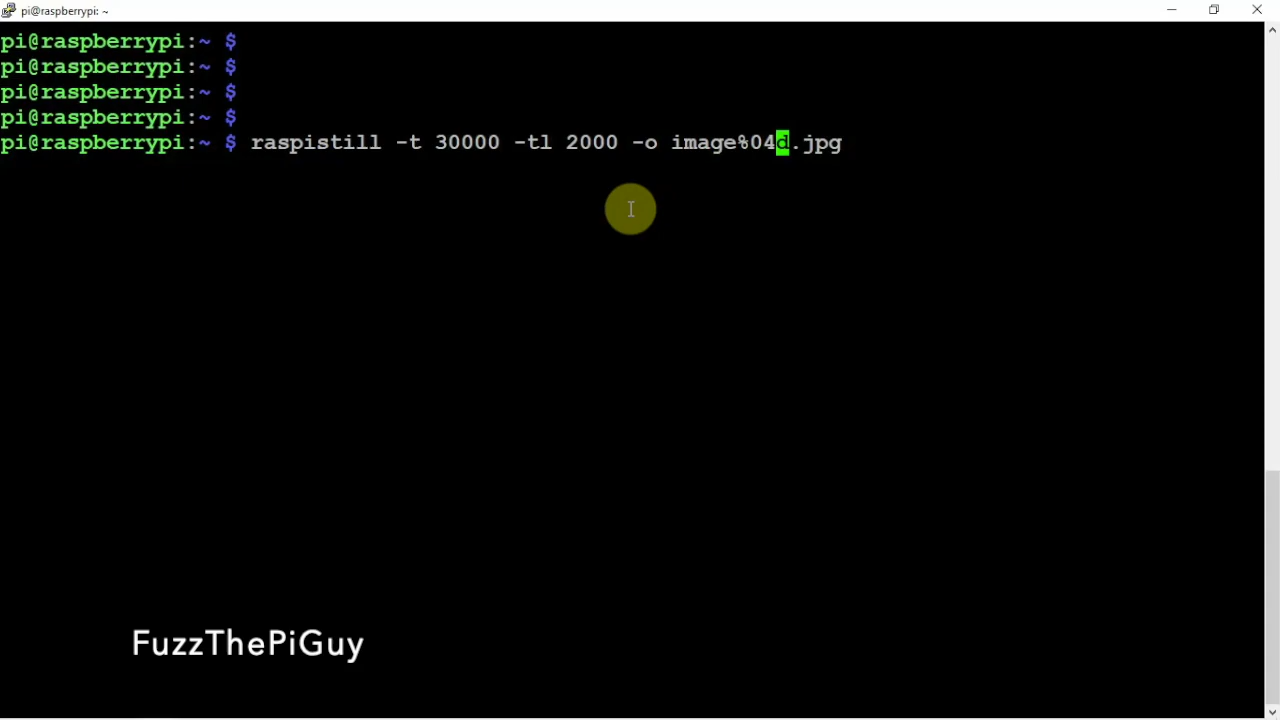 pi@raspberrypi: ~
pi@raspberrypi:~ $
pi@raspberrypi:~ $
pi@raspberrypi:~ $
pi@raspberrypi:~ $
pi@raspberrypi:~ $ raspistill -t 30000 -tl 2000 -o image%04d.jpg
FuzzThePiGuy